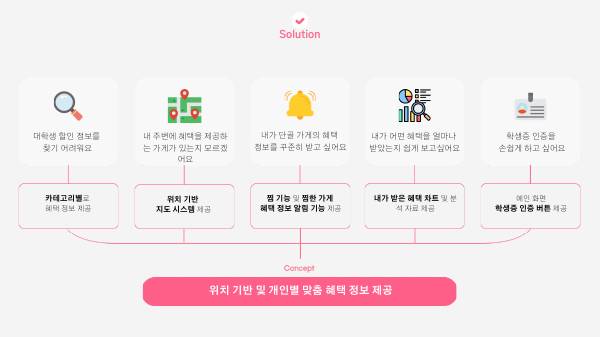 Solution
대학생 할인 정보를
찾기 어려워요
내 주변에 혜택을 제공하
는 가게가 있는지 모르겠
어요
내가 단골 가게의 혜택
정보를 꾸준히 받고 싶어요
내가 어떤 혜택을 얼마나
받았는지 쉽게 보고싶어요
학생증 인증을
손쉽게 하고 싶어요
카테고리별로
혜택 정보 제공
위치 기반
지도 시스템 제공
찜 기능 및 찜한 가게
혜택 정보 알림 기능 제공
내가 받은 혜택 차트 및 분
석 자료 제공
메인 화면
학생증 인증 버튼 제공
Concept
위치 기반 및 개인별 맞춤 혜택 정보 제공